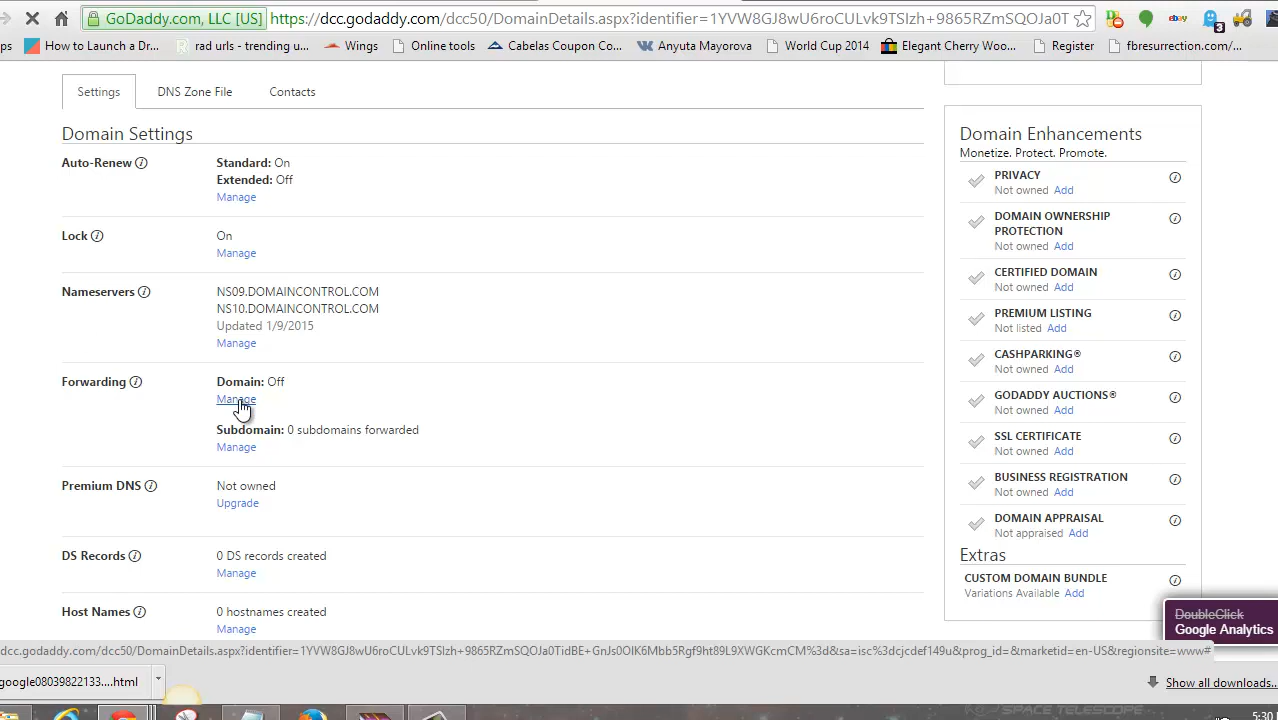 GoDaddy.com, LLC [US] https://dcc.godaddy.com/dcc50/DomainDetails.aspx?identifier=1YVW8GJ8wU6roCULvk9TSIzh+9865RZmSQOJa0T
ps How to Launch a Dr... rad urls - trending u... Wings Online tools Cabelas Coupon Co... Anyuta Mayorova World Cup 2014 Elegant Cherry Woo... Register fbresurrection.com/...
Settings DNS Zone File Contacts
Domain Settings
Auto-Renew
Standard: On
Extended: Off
Manage
Lock
On
Manage
Nameservers
NS09.DOMAINCONTROL.COM
NS10.DOMAINCONTROL.COM
Updated 1/9/2015
Manage
Forwarding
Domain: Off
Manage
Subdomain: 0 subdomains forwarded
Manage
Premium DNS
Not owned
Upgrade
DS Records
0 DS records created
Manage
Host Names
0 hostnames created
Manage
Domain Enhancements
Monetize. Protect. Promote.
PRIVACY
Not owned Add
DOMAIN OWNERSHIP
PROTECTION
Not owned Add
CERTIFIED DOMAIN
Not owned Add
PREMIUM LISTING
Not listed Add
CASHPARKING®
Not owned Add
GODADDY AUCTIONS®
Not owned Add
SSL CERTIFICATE
Not owned Add
BUSINESS REGISTRATION
Not owned Add
DOMAIN APPRAISAL
Not appraised Add
Extras
CUSTOM DOMAIN BUNDLE
Variations Available Add
DoubleClick
Google Analytics
dcc.godaddy.com/dcc50/DomainDetails.aspx?identifier=1YVW8GJ8wU6roCULvk9TSIzh+9865RZmSQOJa0TidBE+GnJs0OIK6Mbb5Rgf9ht89L9XWGKcmCM%3d&sa=isc%3dcjcdef149u&prog_id=&marketid=en-US&regionsite=www#
google08039822133....html
Show all downloads...
SPACE TELESCOPE
5:30